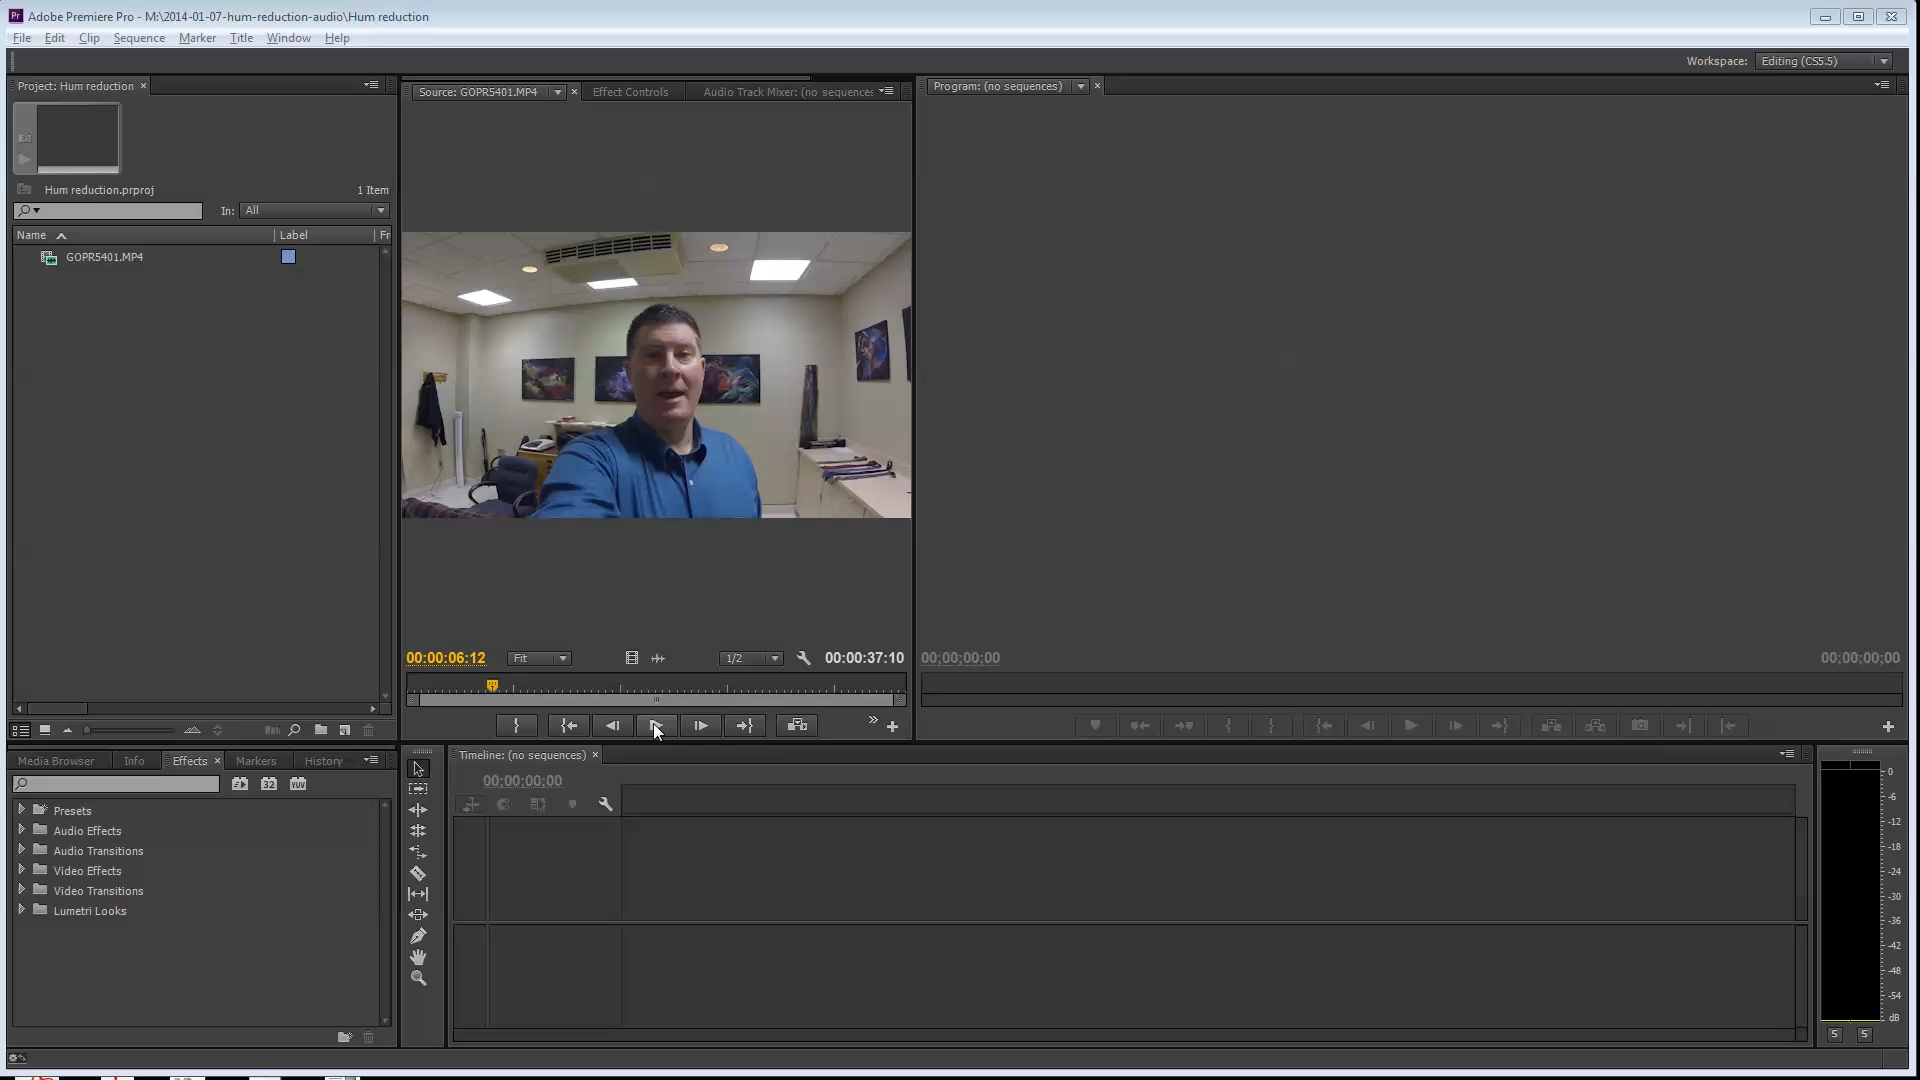 Adobe Premiere Pro - M:\2014-01-07-hum-reduction-audio\Hum reduction
File Edit Clip Sequence Marker Title Window Help
Workspace: Editing (CS5.5)
Project: Hum reduction
Source: GOPR5401.MP4 Effect Controls Audio Track Mixer: (no sequences
Program: (no sequences)
Hum reduction.prproj 1 Item
In: All
Name Label Fr
GOPR5401.MP4
00:00:06:12 Fit 1/2 00:00:37:10
00;00;00;00 00;00;00;00
Media Browser Info Effects Markers History
32 YUV
Presets
Audio Effects
Audio Transitions
Video Effects
Video Transitions
Lumetri Looks
Timeline: (no sequences)
00;00;00;00
0
-6
-12
-18
-24
-30
-36
-42
-48
-54
dB
S S